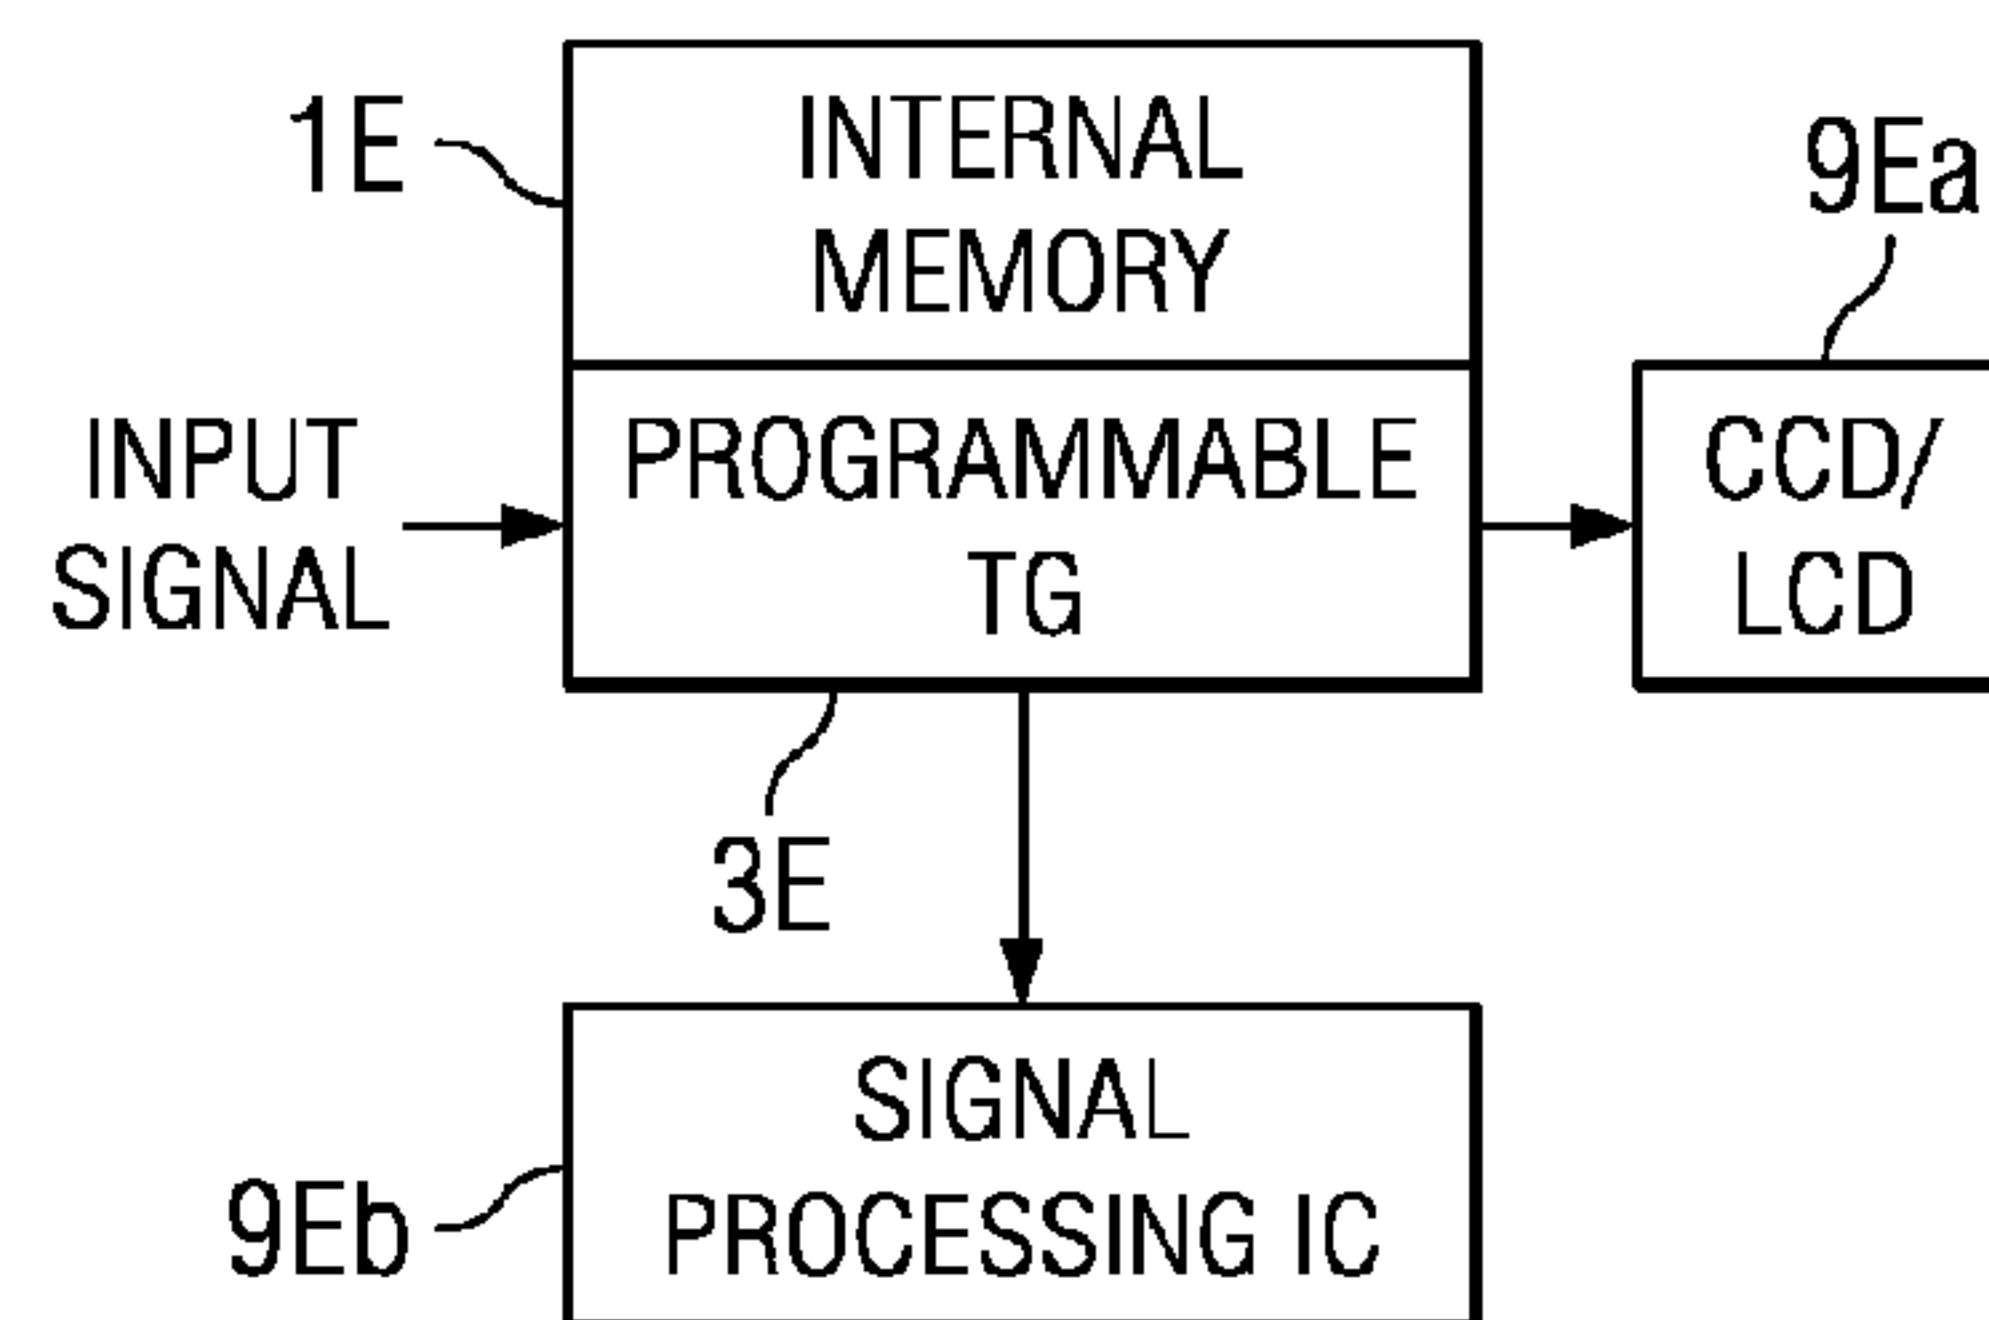 1E
INTERNAL
MEMORY
9Ea
INPUT
SIGNAL
PROGRAMMABLE
TG
CCD/
LCD
3E
9Eb
SIGNAL
PROCESSING IC